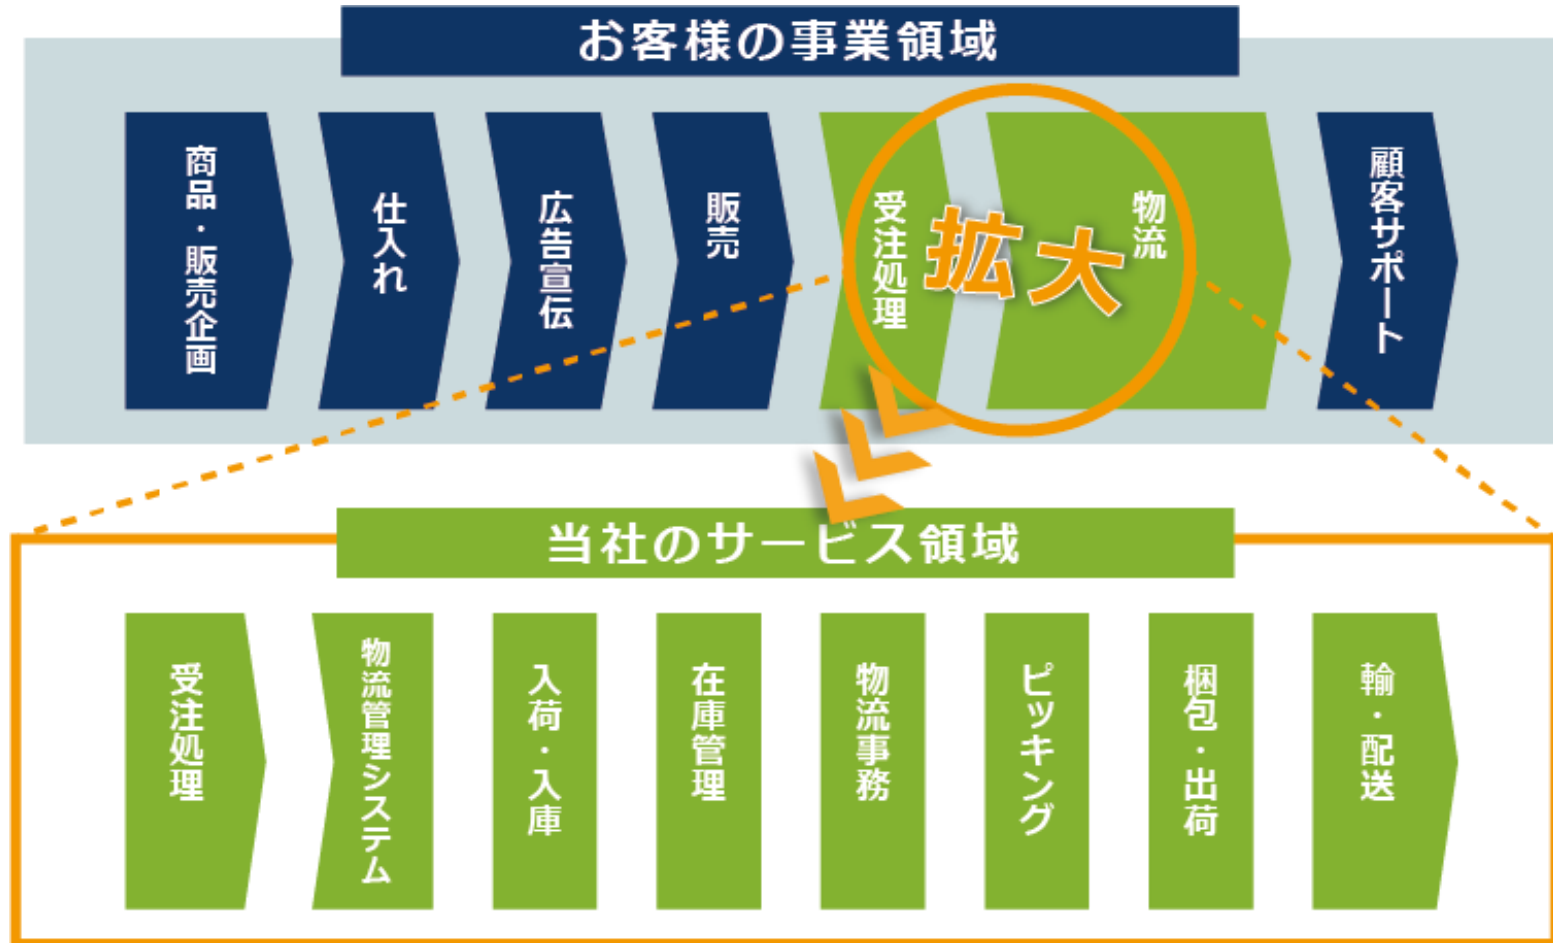 お客様の事業領域
商品・販売企画
仕入れ
広告宣伝
販売
受注処理
物流
顧客サポート
拡大
当社のサービス領域
受注処理
物流管理システム
入荷・入庫
在庫管理
物流事務
ピッキング
梱包・出荷
輸・配送